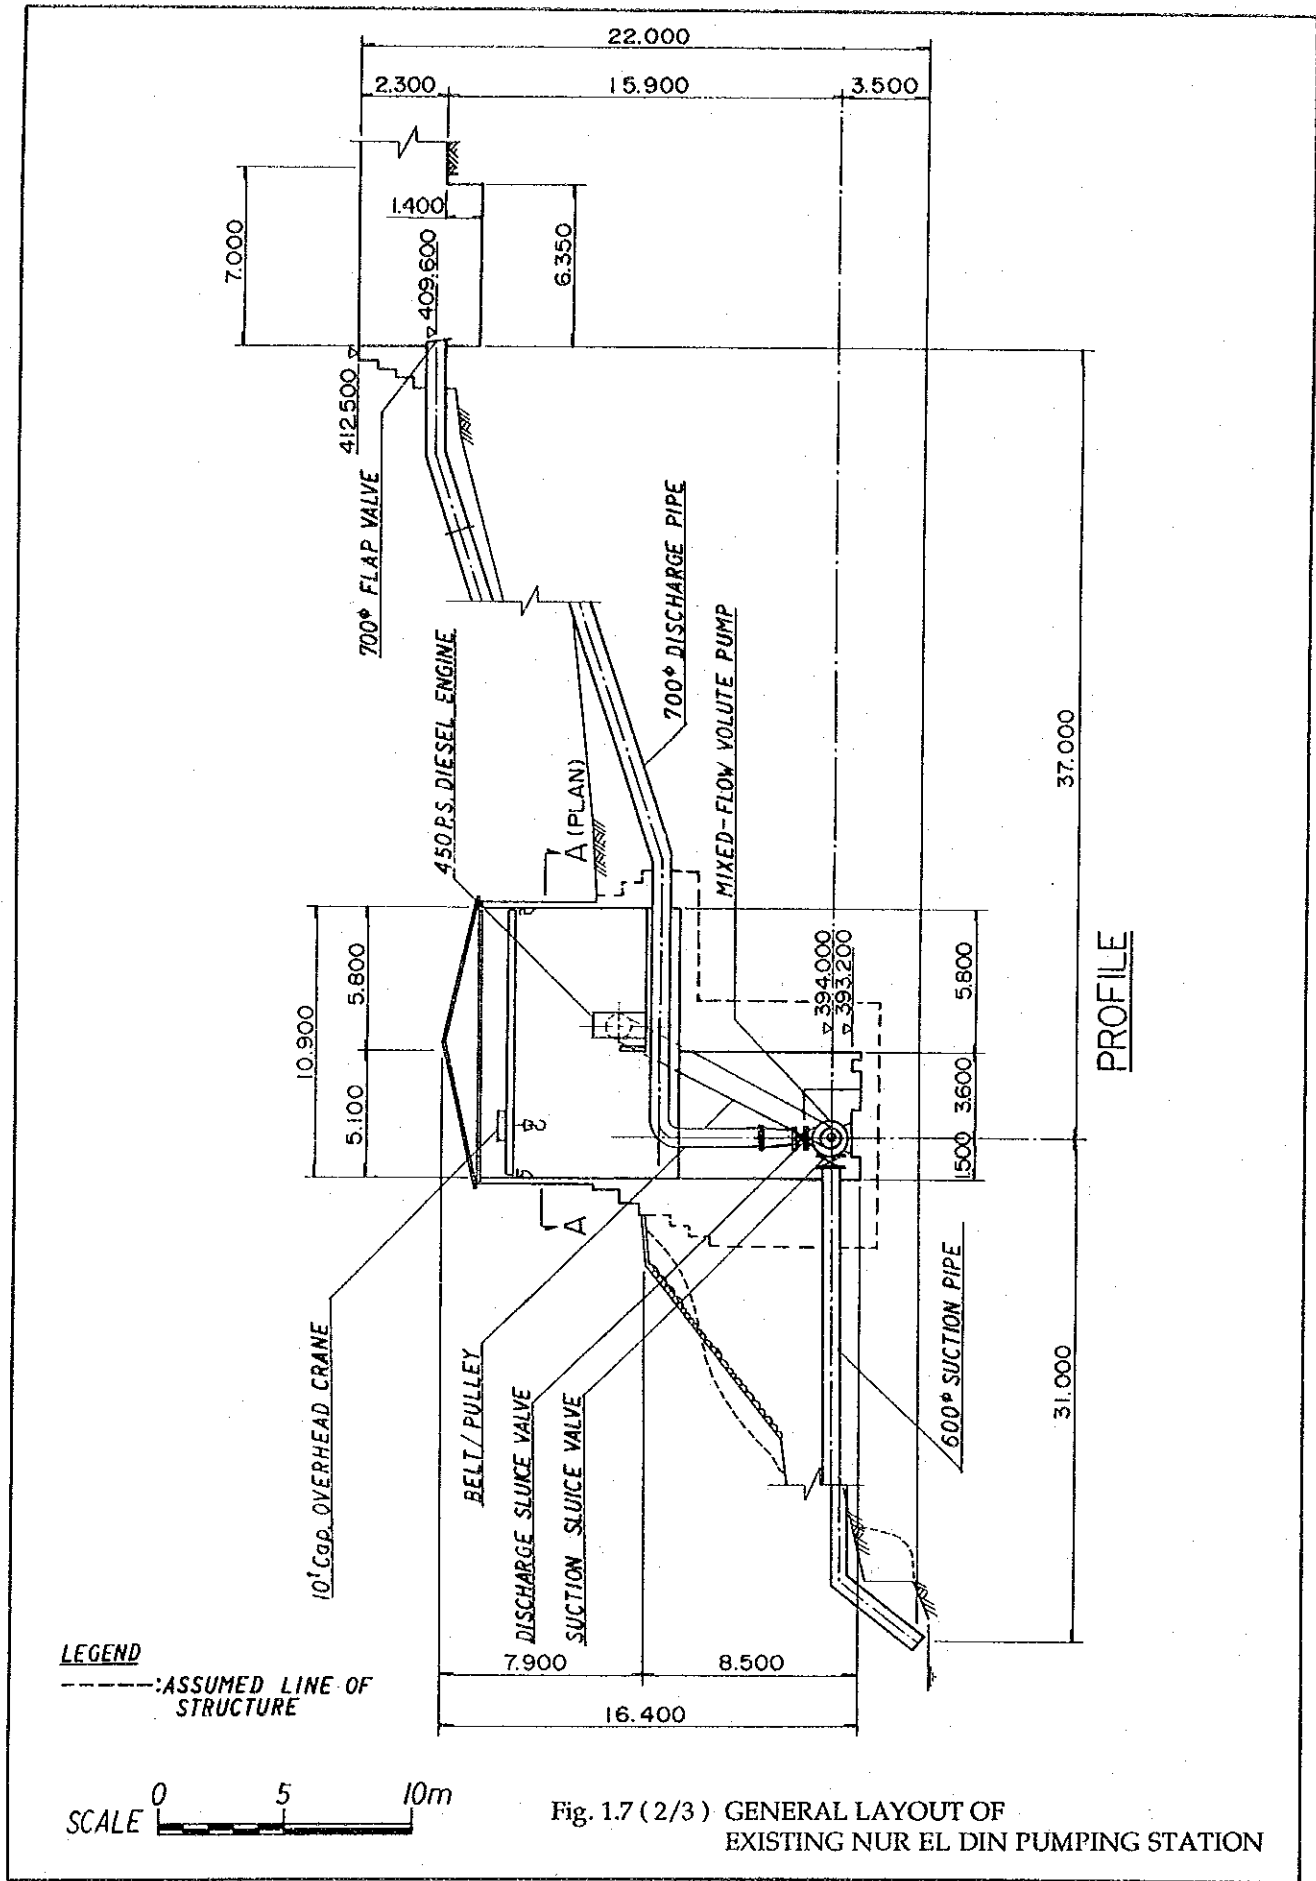 22.000
2.300
15.900
3.500
7.000
1.400
409.600
6.350
412.500
700ϕ FLAP VALVE
700ϕ DISCHARGE PIPE
450P.S. DIESEL ENGINE
A (PLAN)
MIXED-FLOW VOLUTE PUMP
37.000
10.900
5.800
5.100
394.000
393.200
5.800
3.600
1.500
PROFILE
A
10ᵗ Cap. OVERHEAD CRANE
BELT/PULLEY
DISCHARGE SLUICE VALVE
SUCTION SLUICE VALVE
600ϕ SUCTION PIPE
31.000
7.900
8.500
16.400
LEGEND
------:ASSUMED LINE OF
STRUCTURE
SCALE
0 5 10m
Fig. 1.7 ( 2/3 ) GENERAL LAYOUT OF
EXISTING NUR EL DIN PUMPING STATION